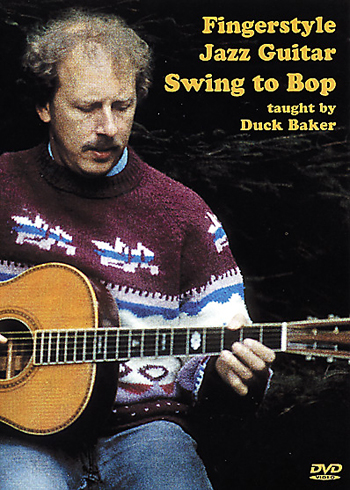 Fingerstyle
Jazz Guitar
Swing to Bop
taught by
Duck Baker
DVD
VIDEO